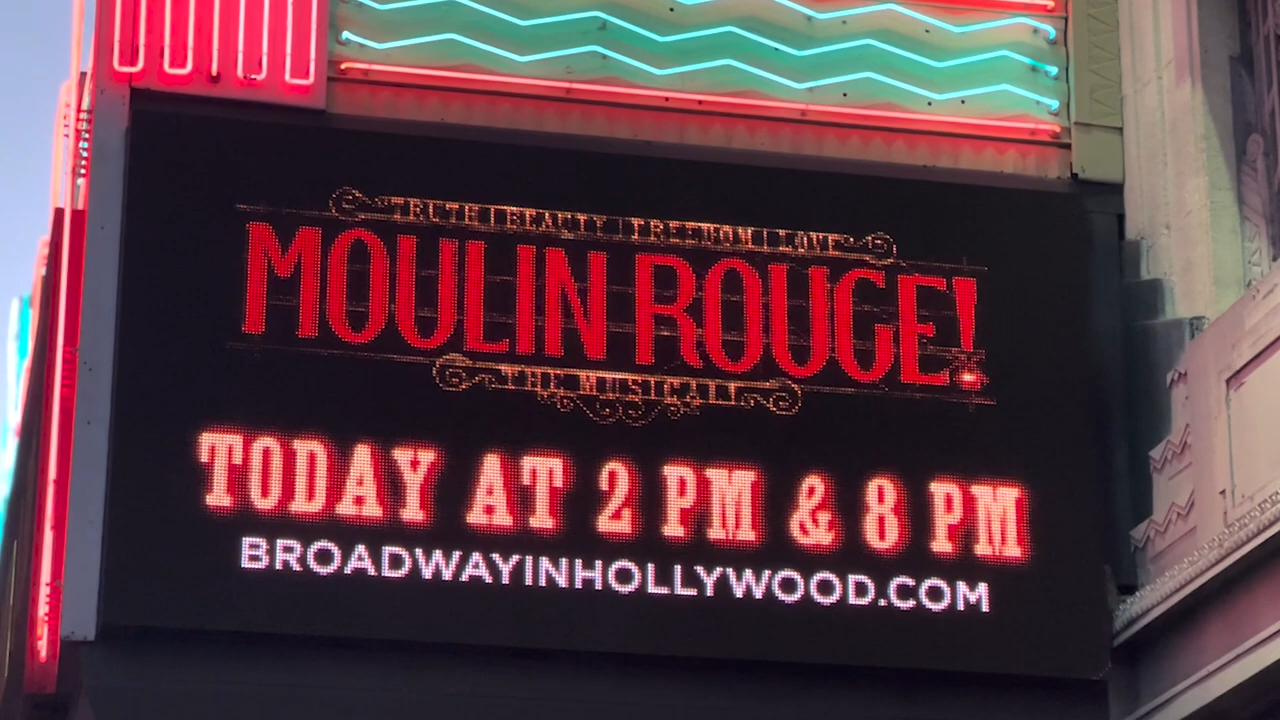 TRUTH | BEAUTY | FREEDOM | LOVE
MOULIN ROUGE!
THE MUSICAL
TODAY AT 2 PM & 8 PM
BROADWAYINHOLLYWOOD.COM